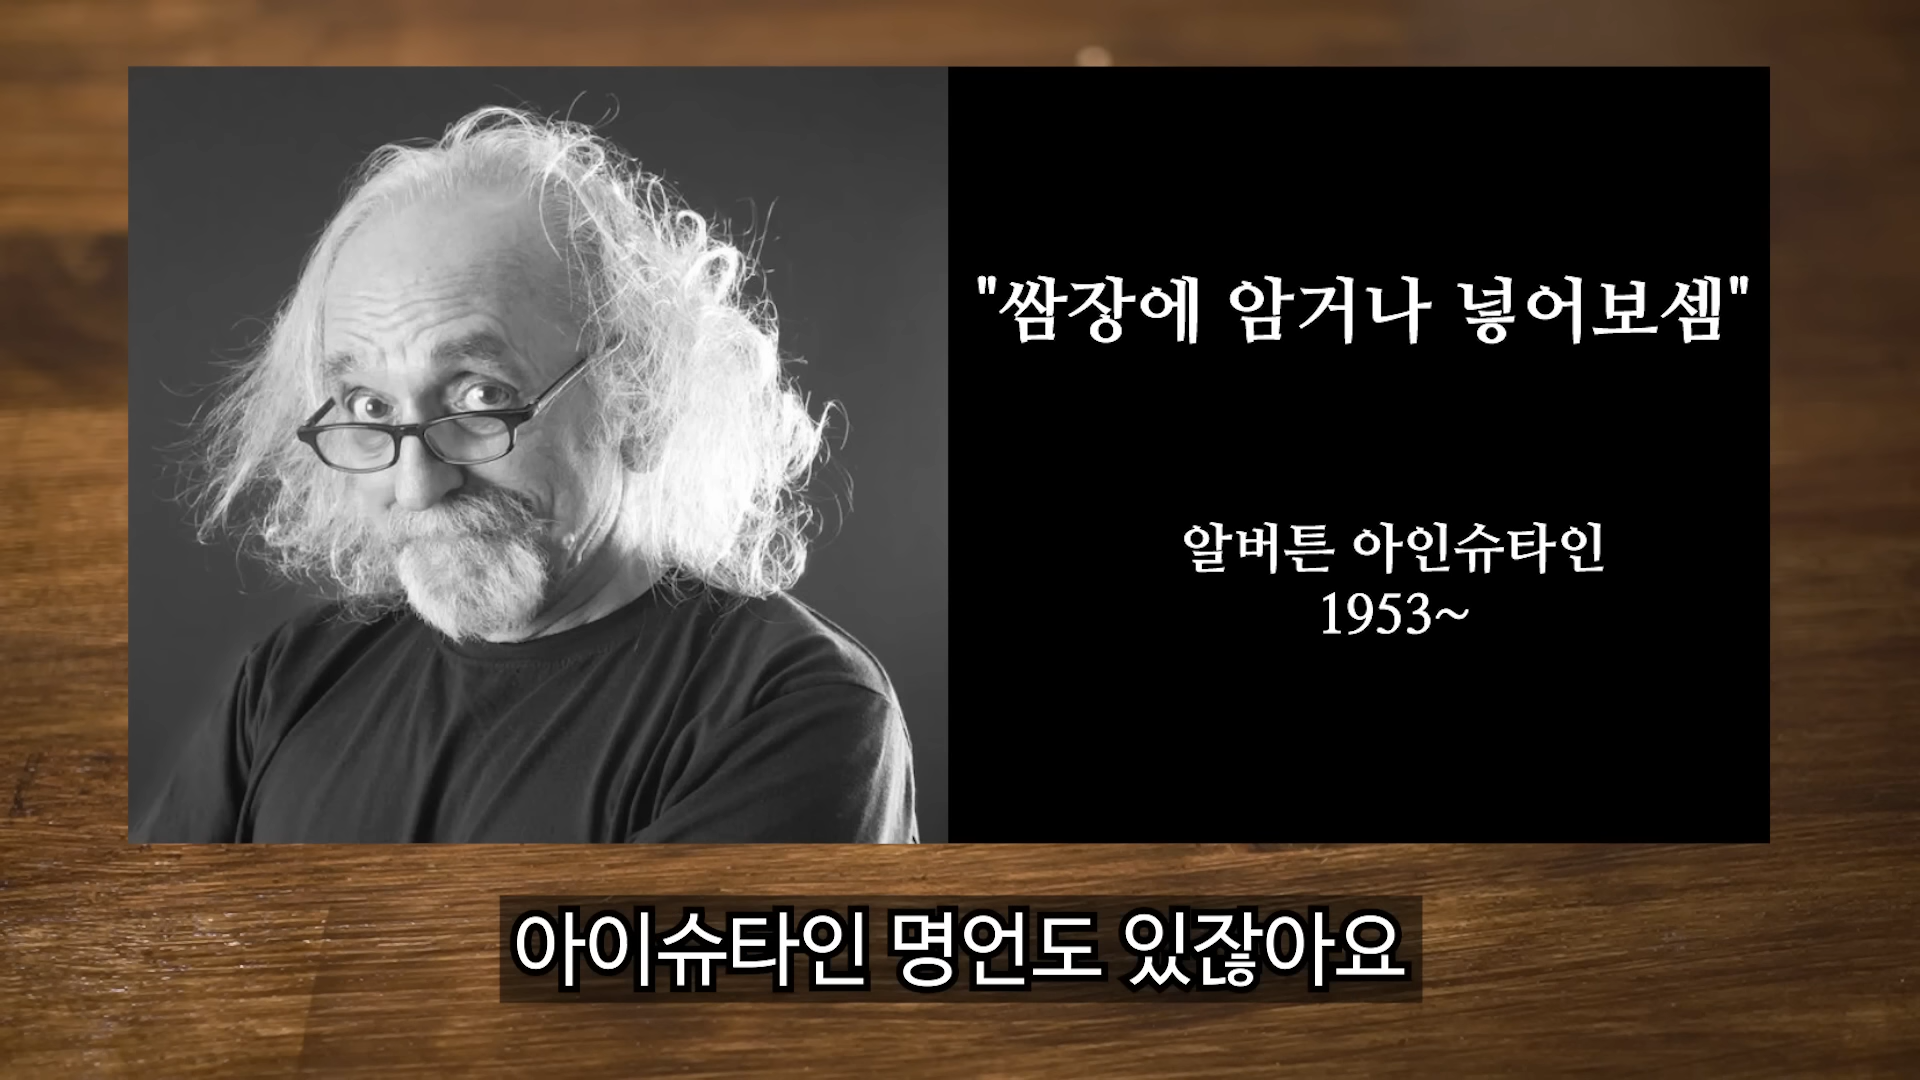 "쌈장에 암거나 넣어보셈"
알버튼 아인슈타인
1953~
아이슈타인 명언도 있잖아요